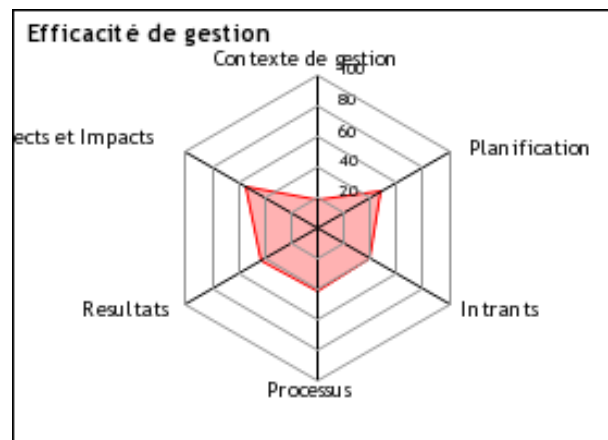 Efficacité de gestion
Contexte de gestion
100
80
60
40
20
ects et Impacts
Planification
Resultats
Intrants
Processus